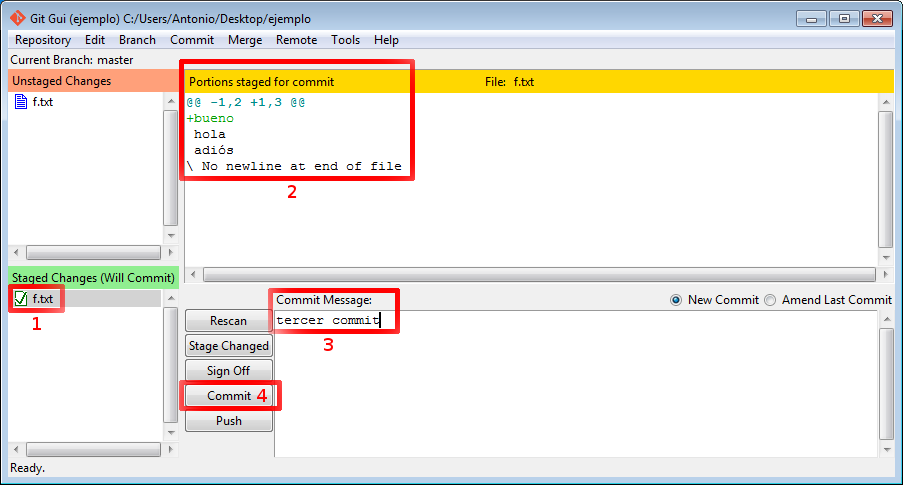 Git Gui (ejemplo) C:/Users/Antonio/Desktop/ejemplo
Repository Edit Branch Commit Merge Remote Tools Help
Current Branch: master
Unstaged Changes
f.txt
Portions staged for commit File: f.txt
@@ -1,2 +1,3 @@
+bueno
 hola
 adiós
\ No newline at end of file
2
Staged Changes (Will Commit)
f.txt
1
Commit Message:
New Commit Amend Last Commit
tercer commit
3
Rescan
Stage Changed
Sign Off
Commit 4
Push
Ready.